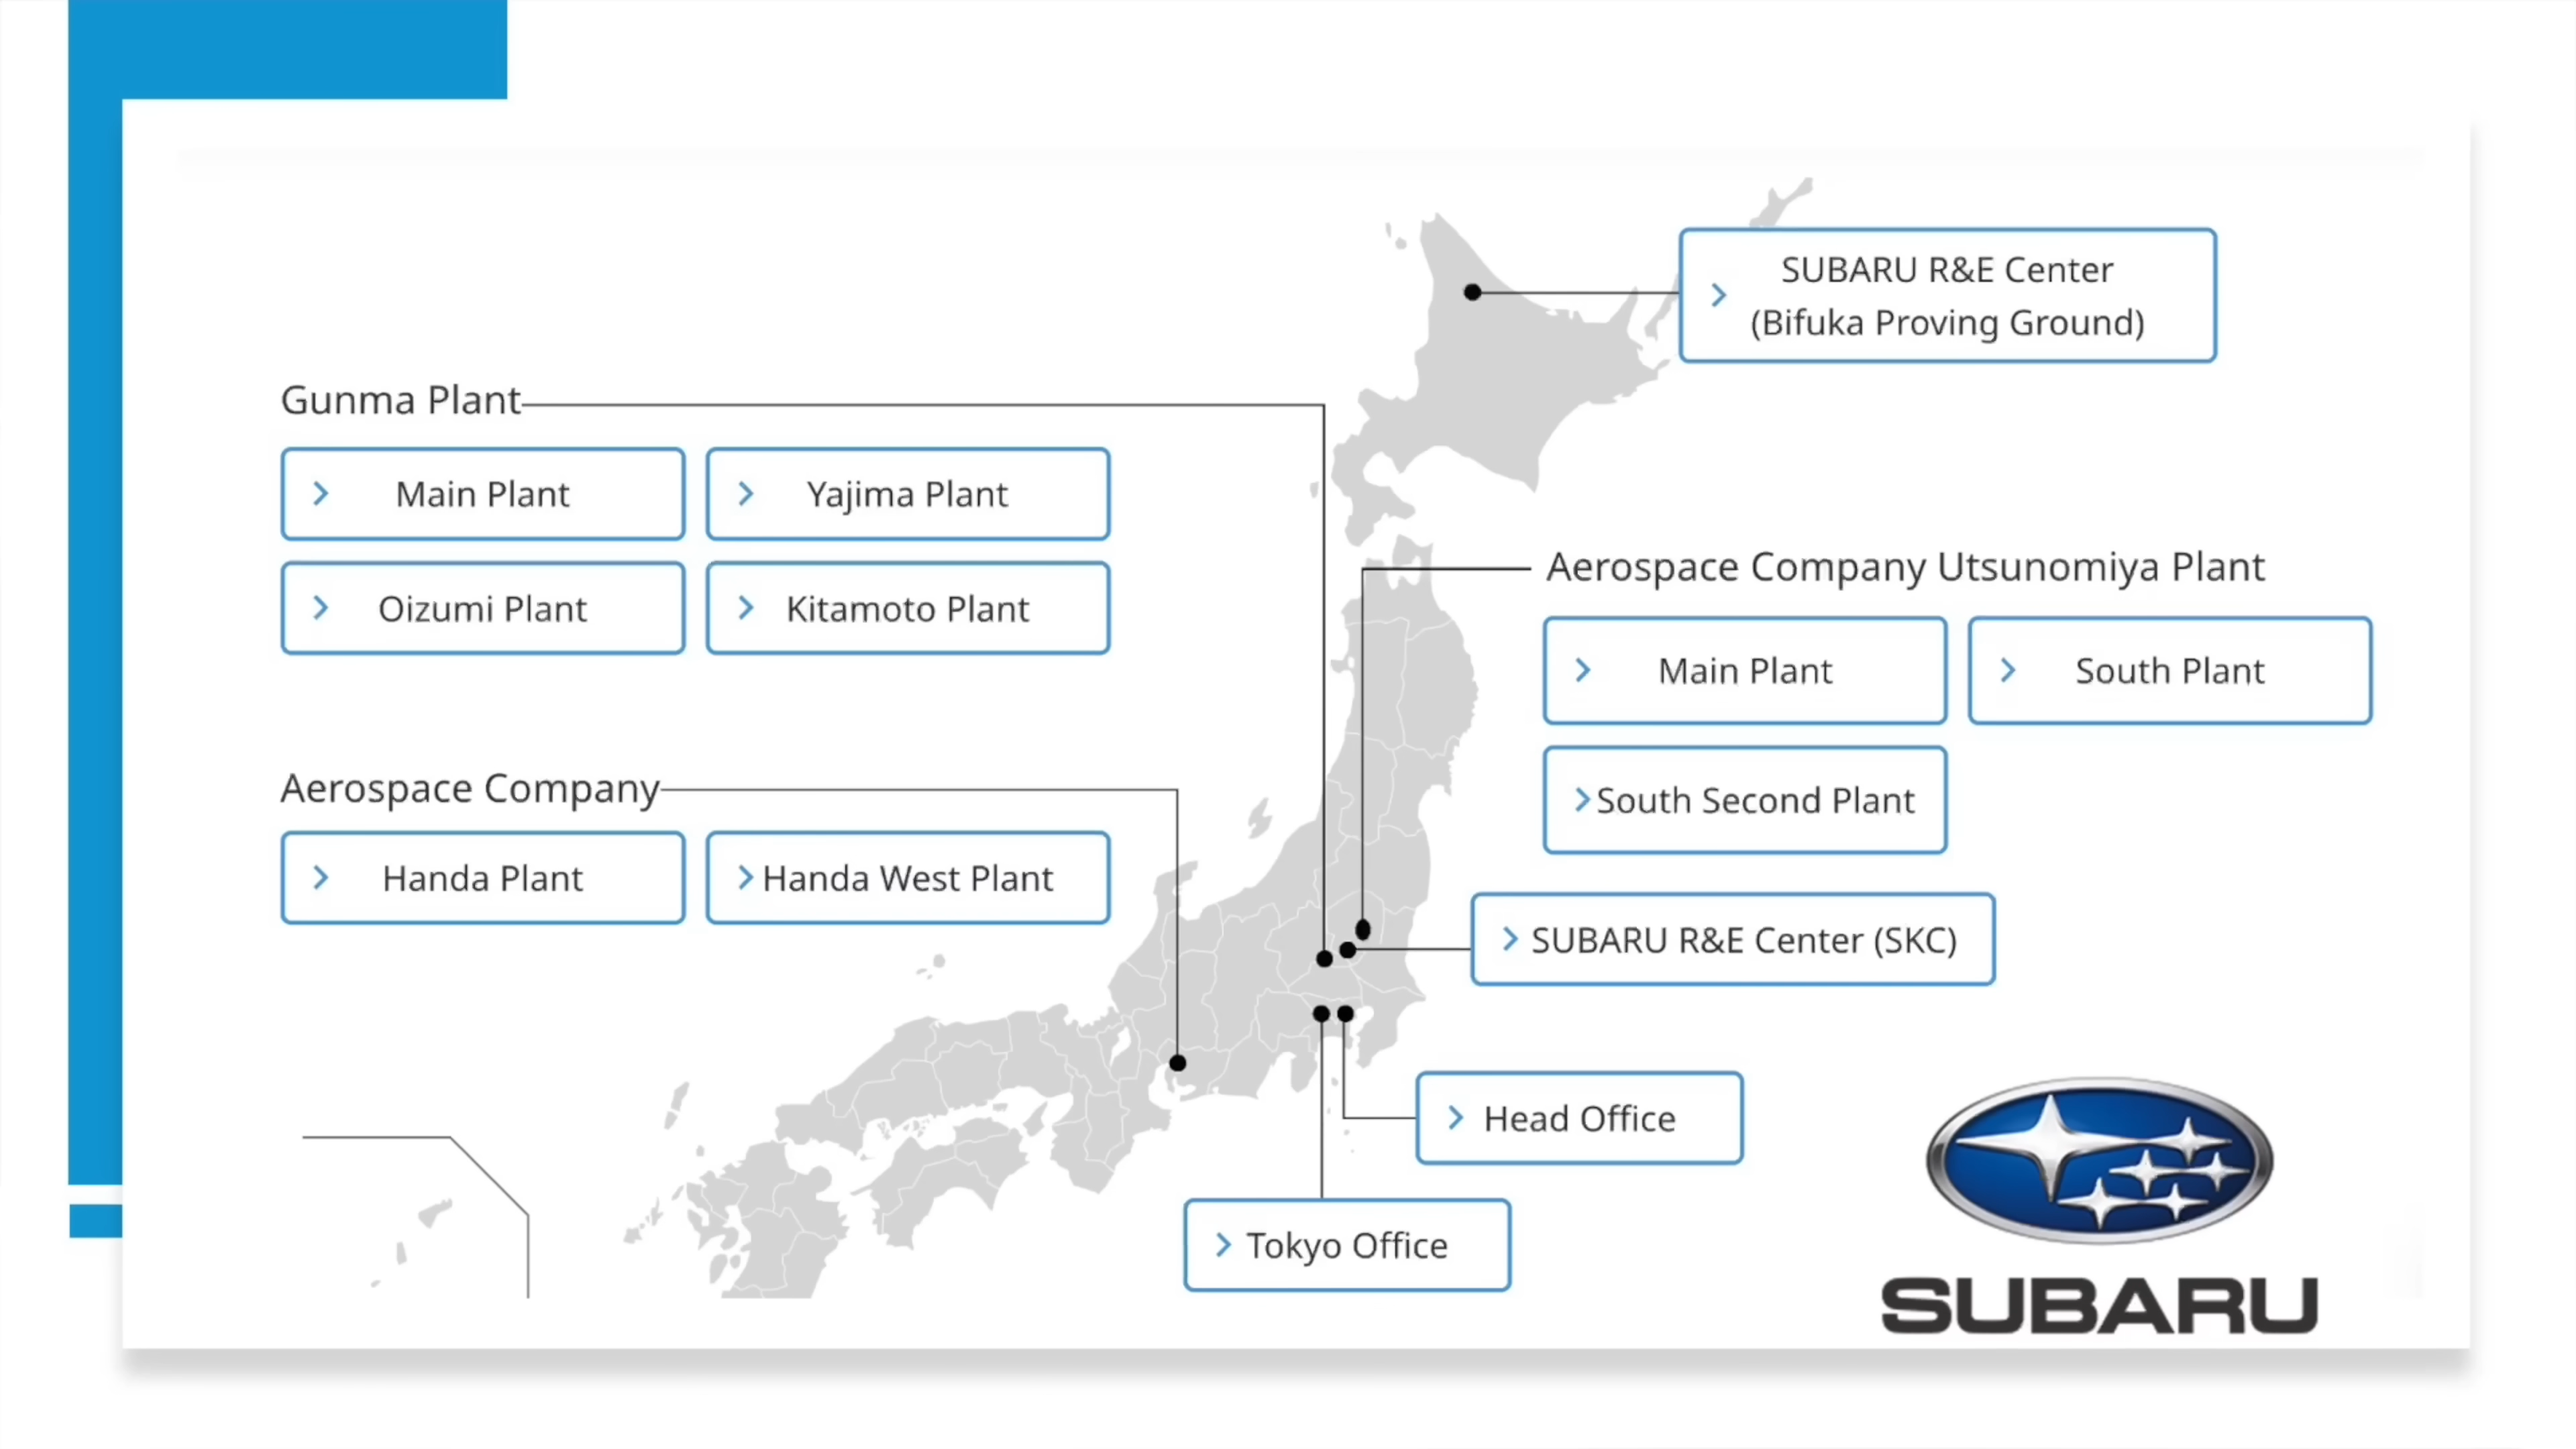 SUBARU R&E Center
(Bifuka Proving Ground)
Gunma Plant
Main Plant
Yajima Plant
Oizumi Plant
Kitamoto Plant
Aerospace Company Utsunomiya Plant
Main Plant
South Plant
South Second Plant
Aerospace Company
Handa Plant
Handa West Plant
SUBARU R&E Center (SKC)
Head Office
Tokyo Office
SUBARU